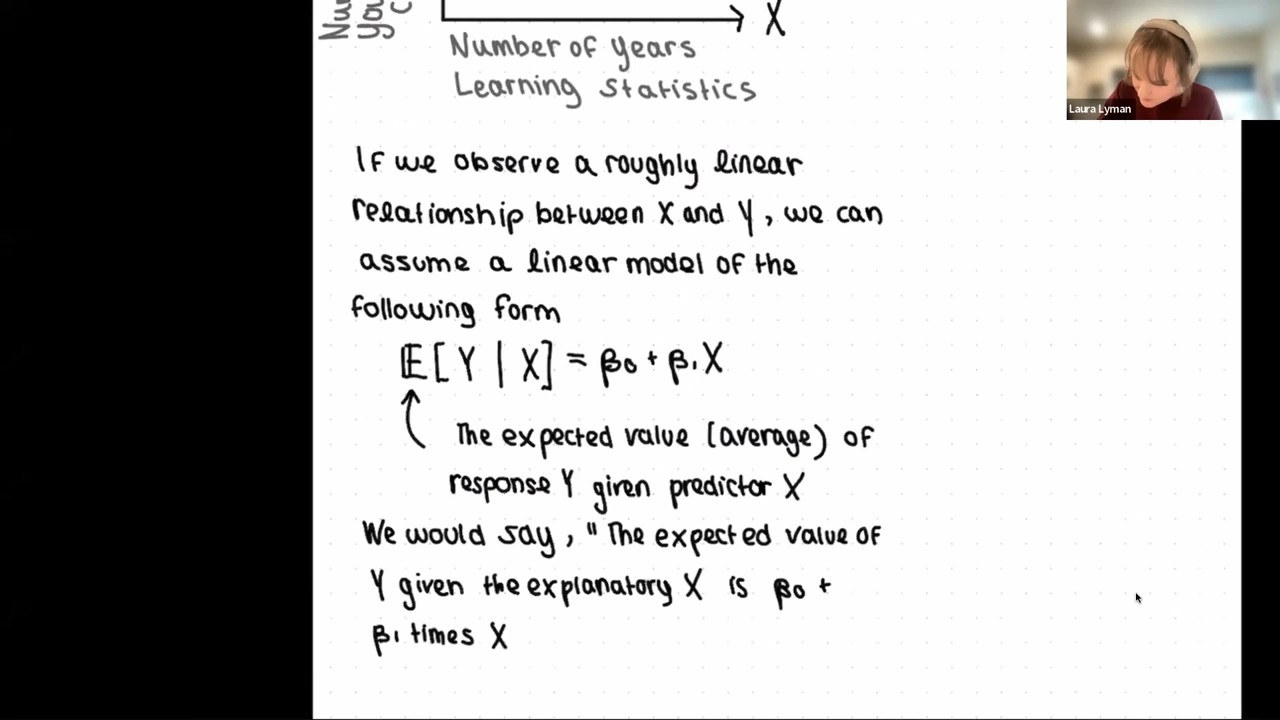 X
Number of years
Learning Statistics
Laura Lyman
If we observe a roughly linear
relationship between X and Y, we can
assume a linear model of the
following form
𝔼[Y | X] = β₀ + β₁X
The expected value (average) of
response Y given predictor X
We would say, "The expected value of
Y given the explanatory X is β₀ +
β₁ times X